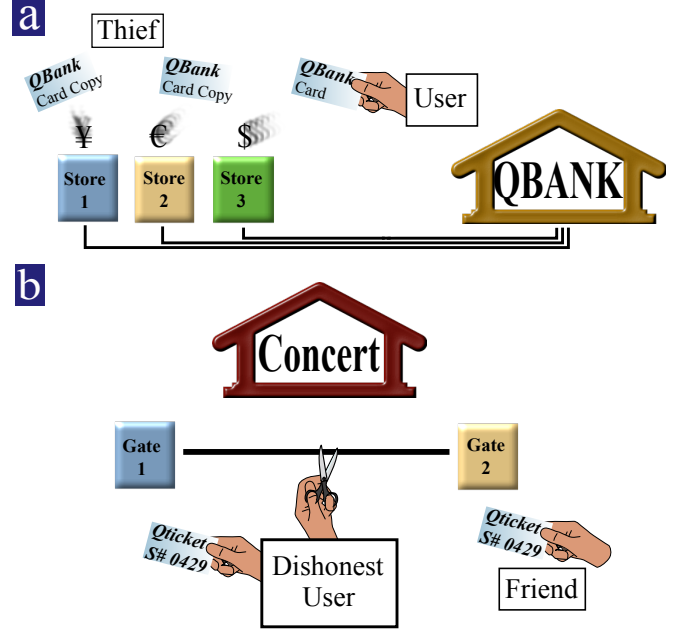 a
Thief
QBank
Card Copy
QBank
Card Copy
QBank
Card
User
¥
€
$
Store
1
Store
2
Store
3
QBANK
b
Concert
Gate
1
Gate
2
Qticket
S# 0429
Dishonest
User
Qticket
S# 0429
Friend